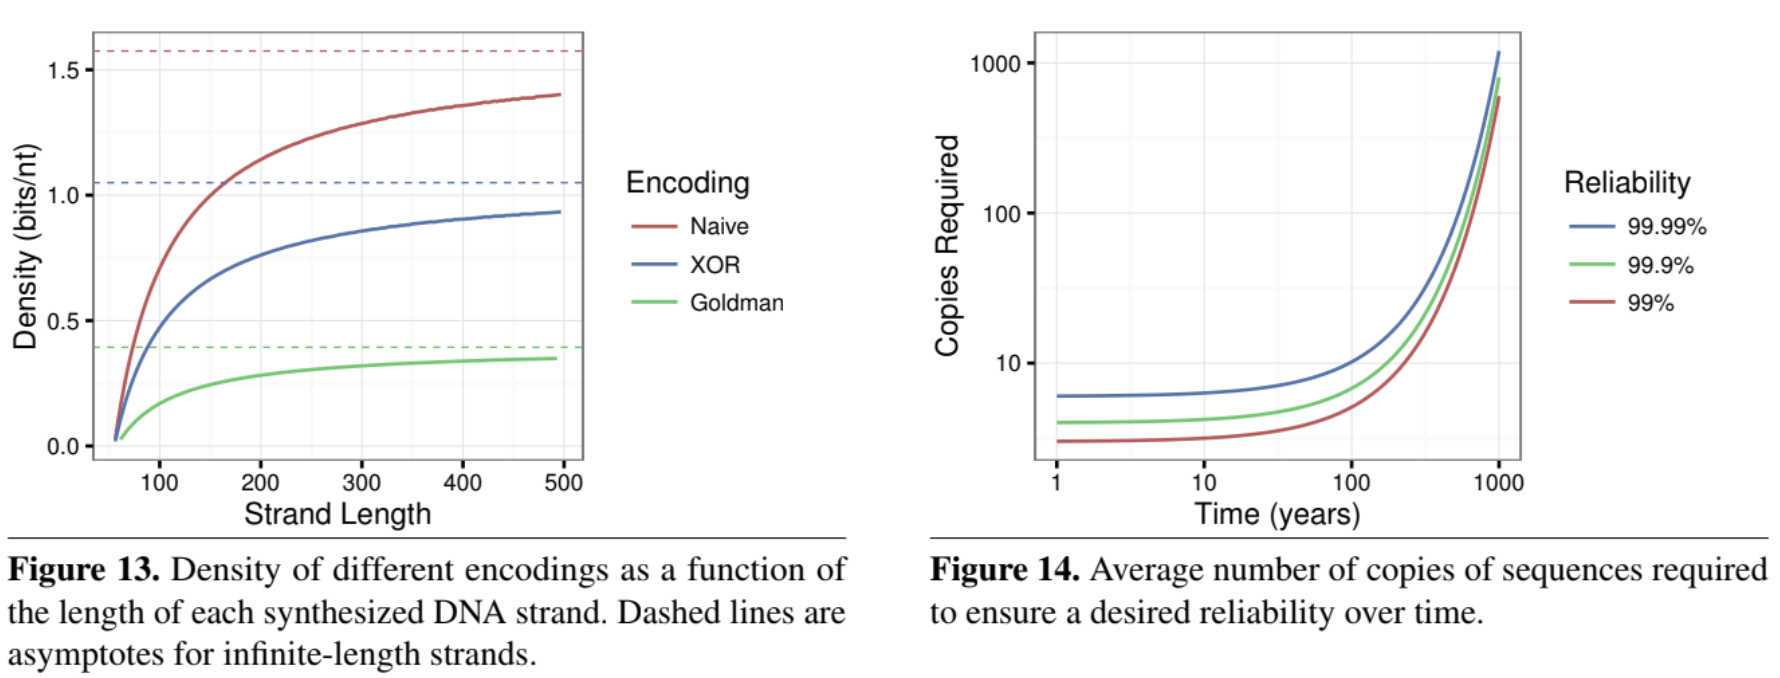 1.5
1.0
0.5
0.0
Density (bits/nt)
100 200 300 400 500
Strand Length
Encoding
Naive
XOR
Goldman
Figure 13. Density of different encodings as a function of
the length of each synthesized DNA strand. Dashed lines are
asymptotes for infinite-length strands.
1000
100
10
Copies Required
1 10 100 1000
Time (years)
Reliability
99.99%
99.9%
99%
Figure 14. Average number of copies of sequences required
to ensure a desired reliability over time.